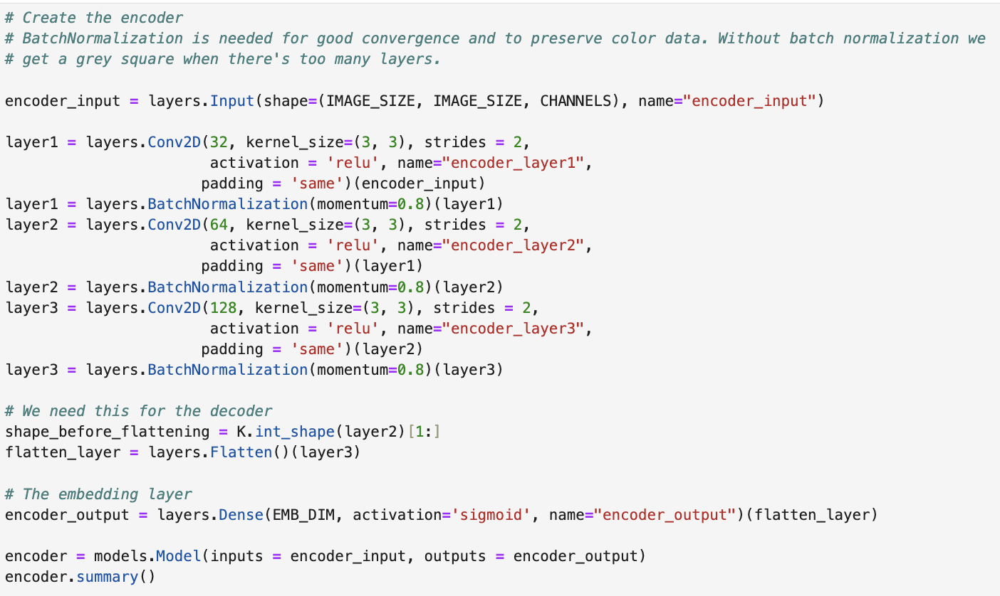 # Create the encoder
# BatchNormalization is needed for good convergence and to preserve color data. Without batch normalization we
# get a grey square when there's too many layers.
encoder_input = layers.Input(shape=(IMAGE_SIZE, IMAGE_SIZE, CHANNELS), name="encoder_input")
layer1 = layers.Conv2D(32, kernel_size=(3, 3), strides = 2,
activation = 'relu', name="encoder_layer1",
padding = 'same')(encoder_input)
layer1 = layers.BatchNormalization(momentum=0.8)(layer1)
layer2 = layers.Conv2D(64, kernel_size=(3, 3), strides = 2,
activation = 'relu', name="encoder_layer2",
padding = 'same')(layer1)
layer2 = layers.BatchNormalization(momentum=0.8)(layer2)
layer3 = layers.Conv2D(128, kernel_size=(3, 3), strides = 2,
activation = 'relu', name="encoder_layer3",
padding = 'same')(layer2)
layer3 = layers.BatchNormalization(momentum=0.8)(layer3)
# We need this for the decoder
shape_before_flattening = K.int_shape(layer2)[1:]
flatten_layer = layers.Flatten()(layer3)
# The embedding layer
encoder_output = layers.Dense(EMB_DIM, activation='sigmoid', name="encoder_output")(flatten_layer)
encoder = models.Model(inputs = encoder_input, outputs = encoder_output)
encoder.summary()